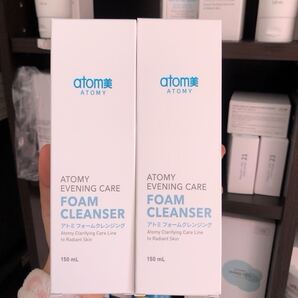 atom美
ATOMY
ATOMY
EVENING CARE
FOAM
CLEANSER
アトミ フォームクレンジング
Atomy Clarifying Care Line
to Radiant Skin
150 mL
atom美
ATOMY
ATOMY
EVENING CARE
FOAM
CLEANSER
アトミ フォームクレンジング
Atomy Clarifying Care Line
to Radiant Skin
150 mL